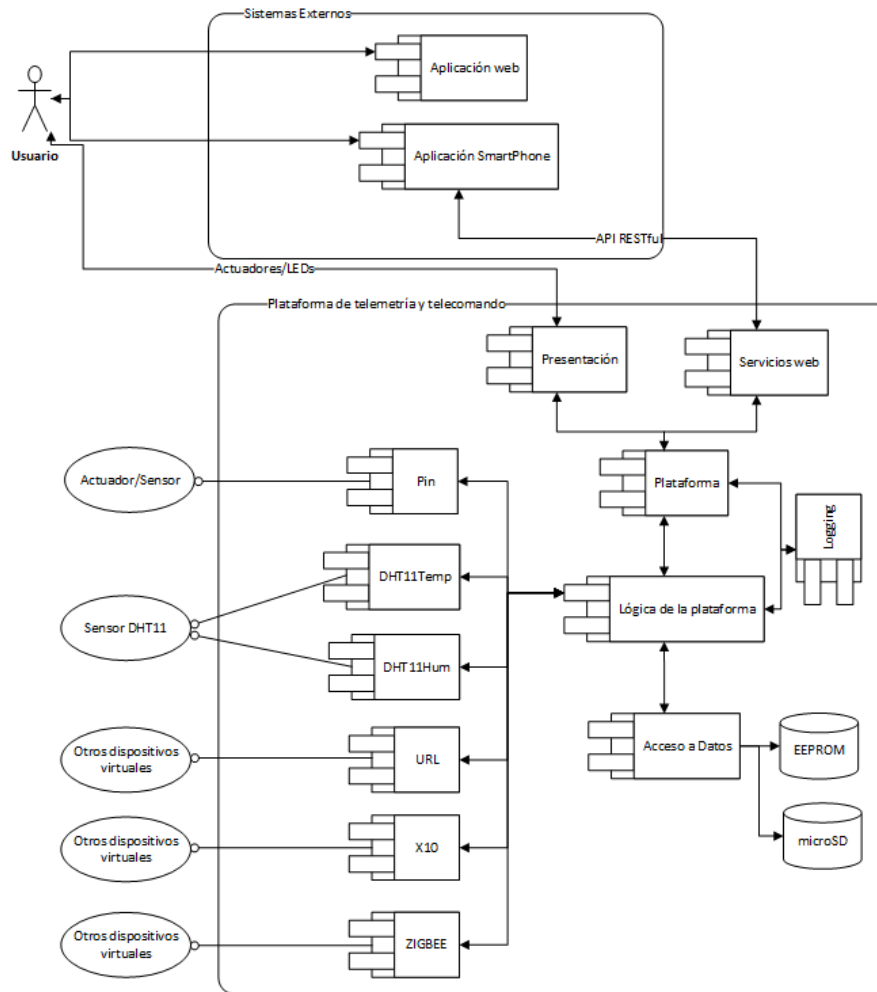 Sistemas Externos
Aplicación web
Aplicación SmartPhone
Usuario
API RESTful
Actuadores/LEDs
Plataforma de telemetría y telecomando
Presentación
Servicios web
Actuador/Sensor
Pin
Plataforma
Logging
DHT11Temp
Sensor DHT11
Lógica de la plataforma
DHT11Hum
Otros dispositivos
virtuales
URL
Acceso a Datos
EEPROM
Otros dispositivos
virtuales
X10
microSD
Otros dispositivos
virtuales
ZIGBEE